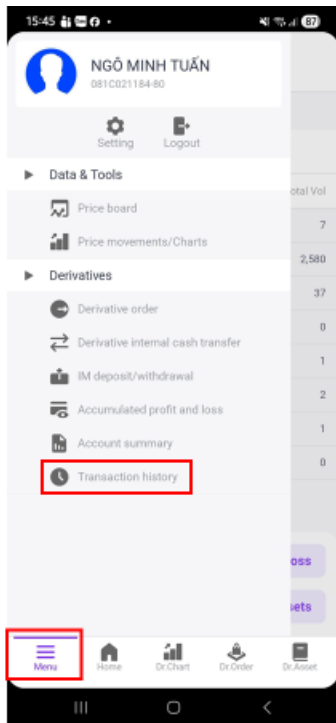 15:45
87
NGÔ MINH TUẤN
081C021184-80
Setting Logout
Data & Tools
Price board
Price movements/Charts
Derivatives
Derivative order
Derivative internal cash transfer
IM deposit/withdrawal
Accumulated profit and loss
Account summary
Transaction history
otal Vol
7
2,580
37
0
1
2
1
0
oss
ets
Menu Home Dr.Chart Dr.Order Dr.Asset